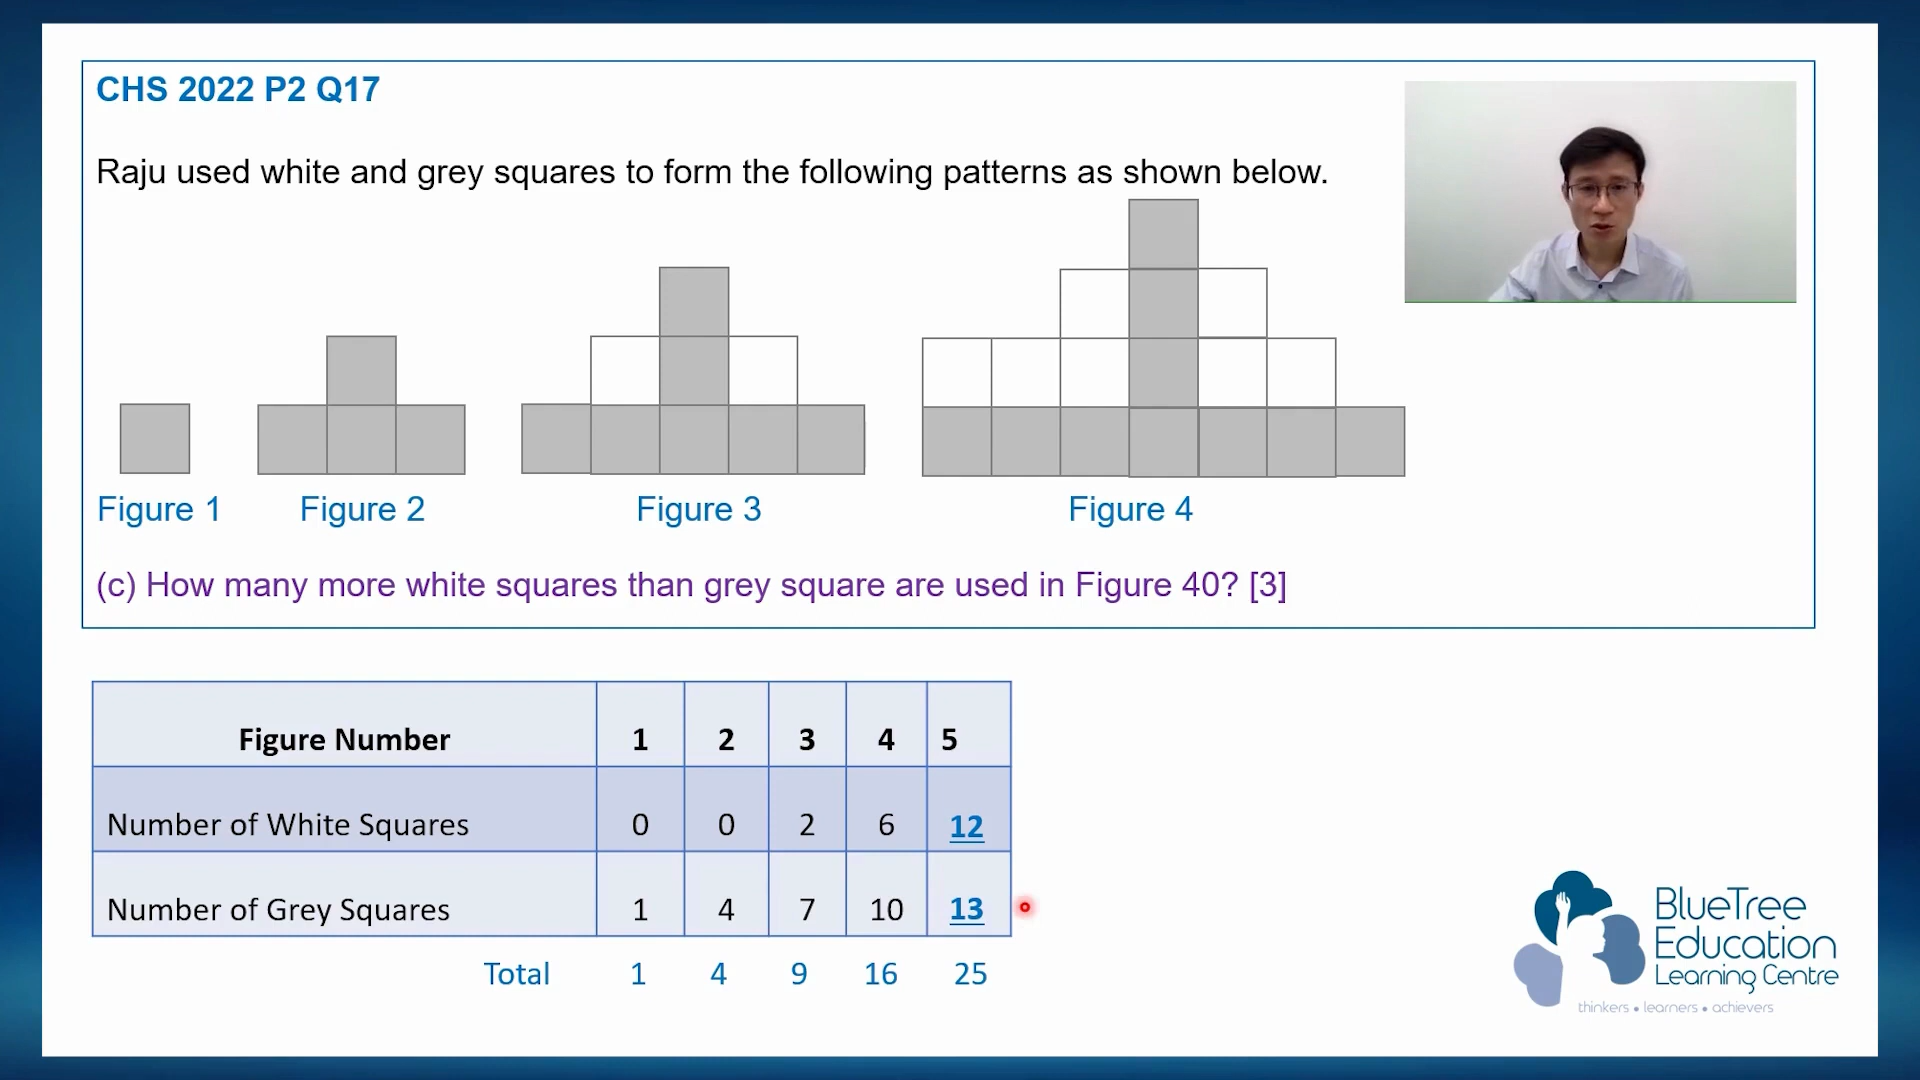 CHS 2022 P2 Q17
Raju used white and grey squares to form the following patterns as shown below.
Figure 1
Figure 2
Figure 3
Figure 4
(c) How many more white squares than grey square are used in Figure 40? [3]
Figure Number 1 2 3 4 5
Number of White Squares 0 0 2 6 12
Number of Grey Squares 1 4 7 10 13
Total 1 4 9 16 25
BlueTree
Education
Learning Centre
thinkers • learners • achievers